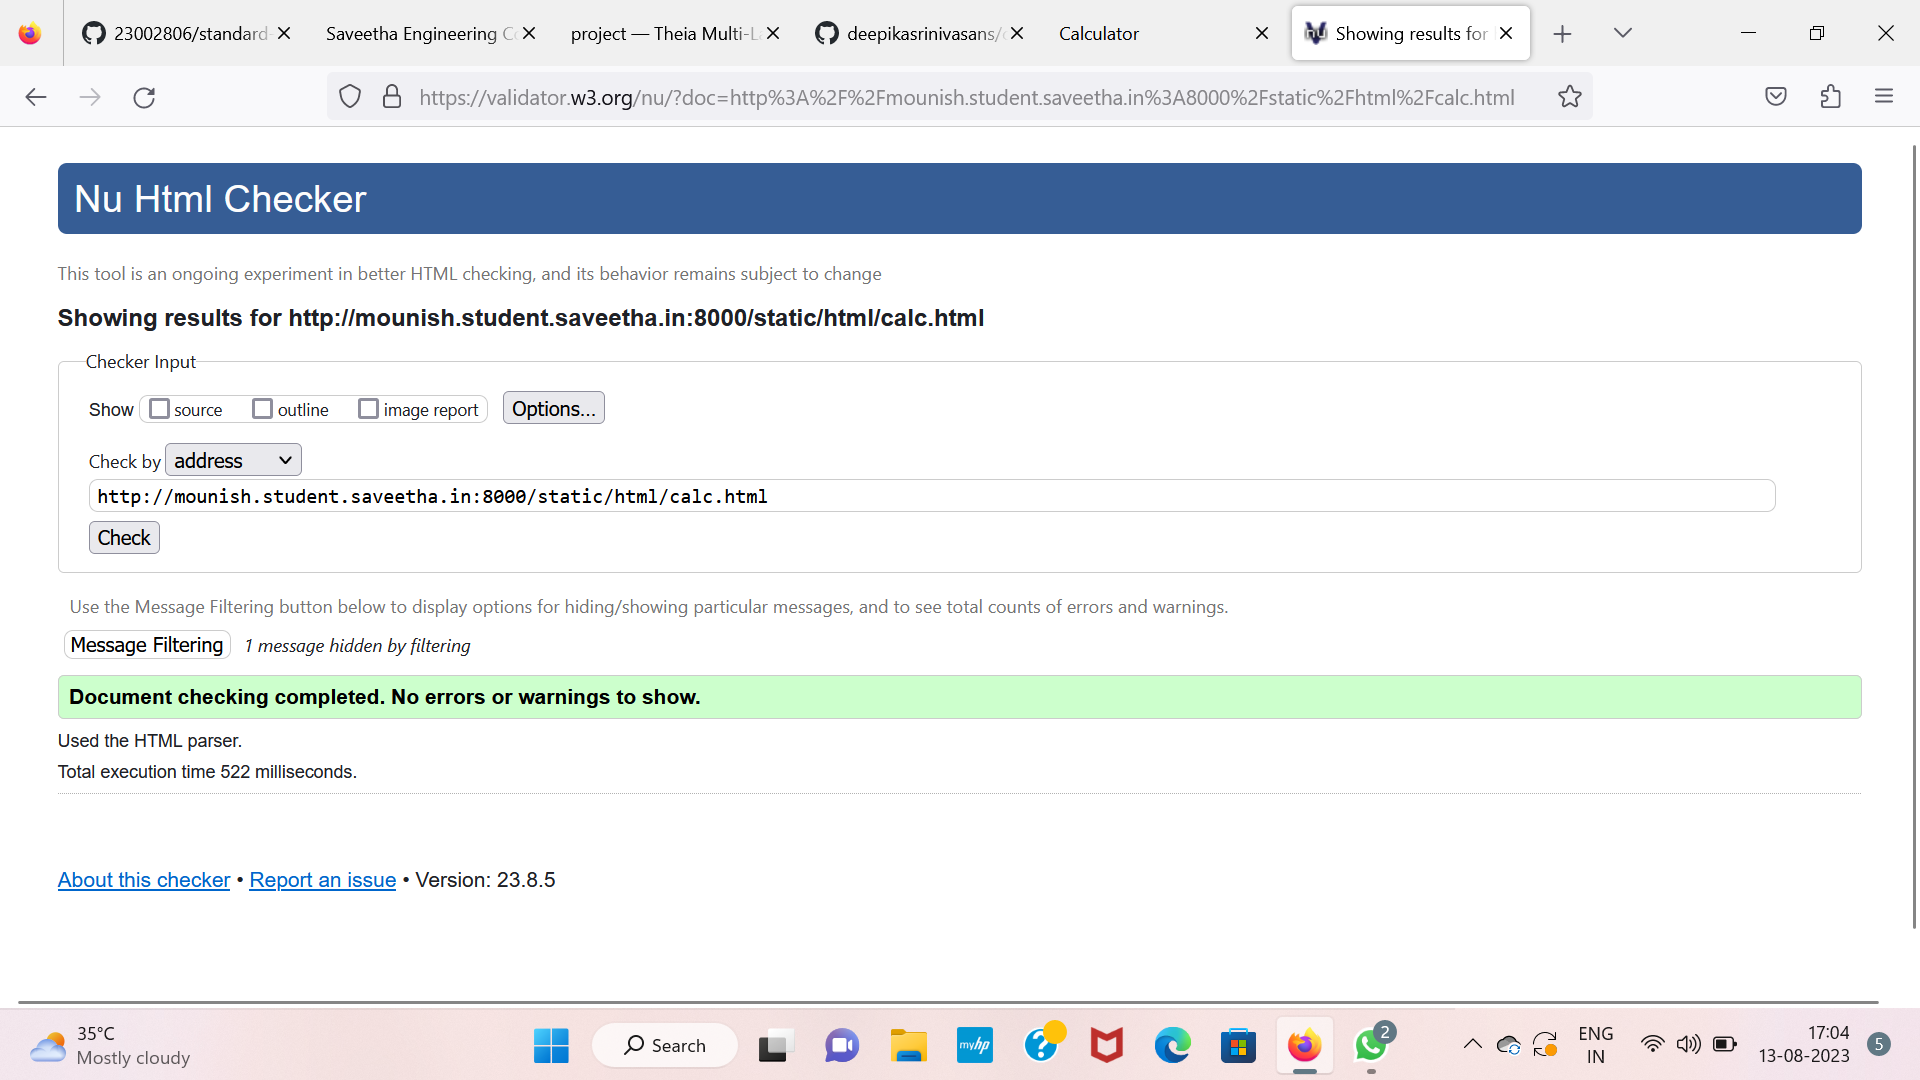 23002806/standard-
Saveetha Engineering Co
project — Theia Multi-La
deepikasrinivasans/c
Calculator
Showing results for
https://validator.w3.org/nu/?doc=http%3A%2F%2Fmounish.student.saveetha.in%3A8000%2Fstatic%2Fhtml%2Fcalc.html
Nu Html Checker
This tool is an ongoing experiment in better HTML checking, and its behavior remains subject to change
Showing results for http://mounish.student.saveetha.in:8000/static/html/calc.html
Checker Input
Show source outline image report Options...
Check by address
http://mounish.student.saveetha.in:8000/static/html/calc.html
Check
Use the Message Filtering button below to display options for hiding/showing particular messages, and to see total counts of errors and warnings.
Message Filtering 1 message hidden by filtering
Document checking completed. No errors or warnings to show.
Used the HTML parser.
Total execution time 522 milliseconds.
About this checker • Report an issue • Version: 23.8.5
35°C
Mostly cloudy
Search
myhp
2
ENG
IN
17:04
13-08-2023
5